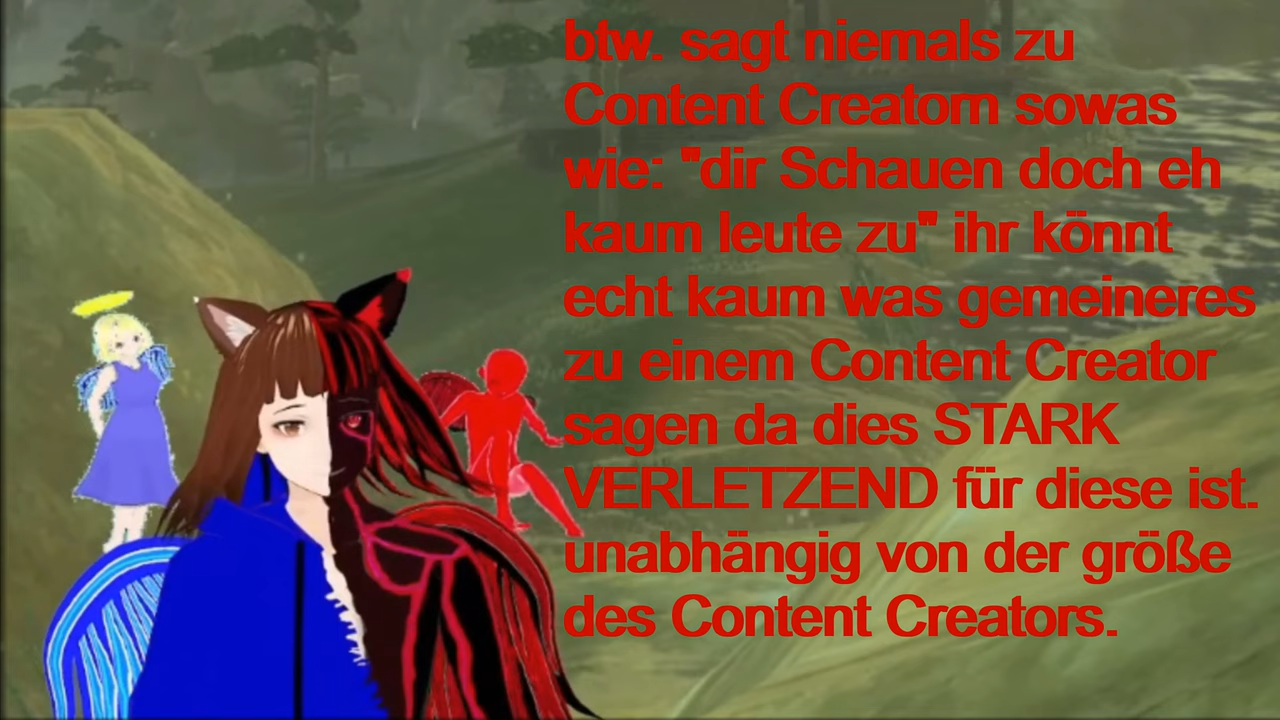 btw. sagt niemals zu
Content Creatorn sowas
wie: "dir Schauen doch eh
kaum leute zu" ihr könnt
echt kaum was gemeineres
zu einem Content Creator
sagen da dies STARK
VERLETZEND für diese ist.
unabhängig von der größe
des Content Creators.